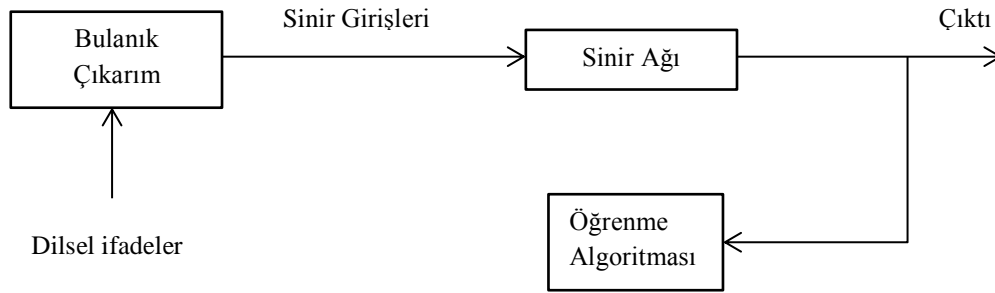 Sinir Girişleri
Çıktı
Bulanık
Çıkarım
Sinir Ağı
Öğrenme
Algoritması
Dilsel ifadeler